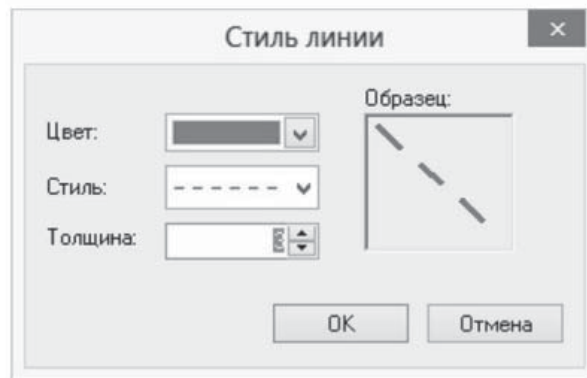 Стиль линии
Образец:
Цвет:
Стиль:
Толщина:
OK
Отмена